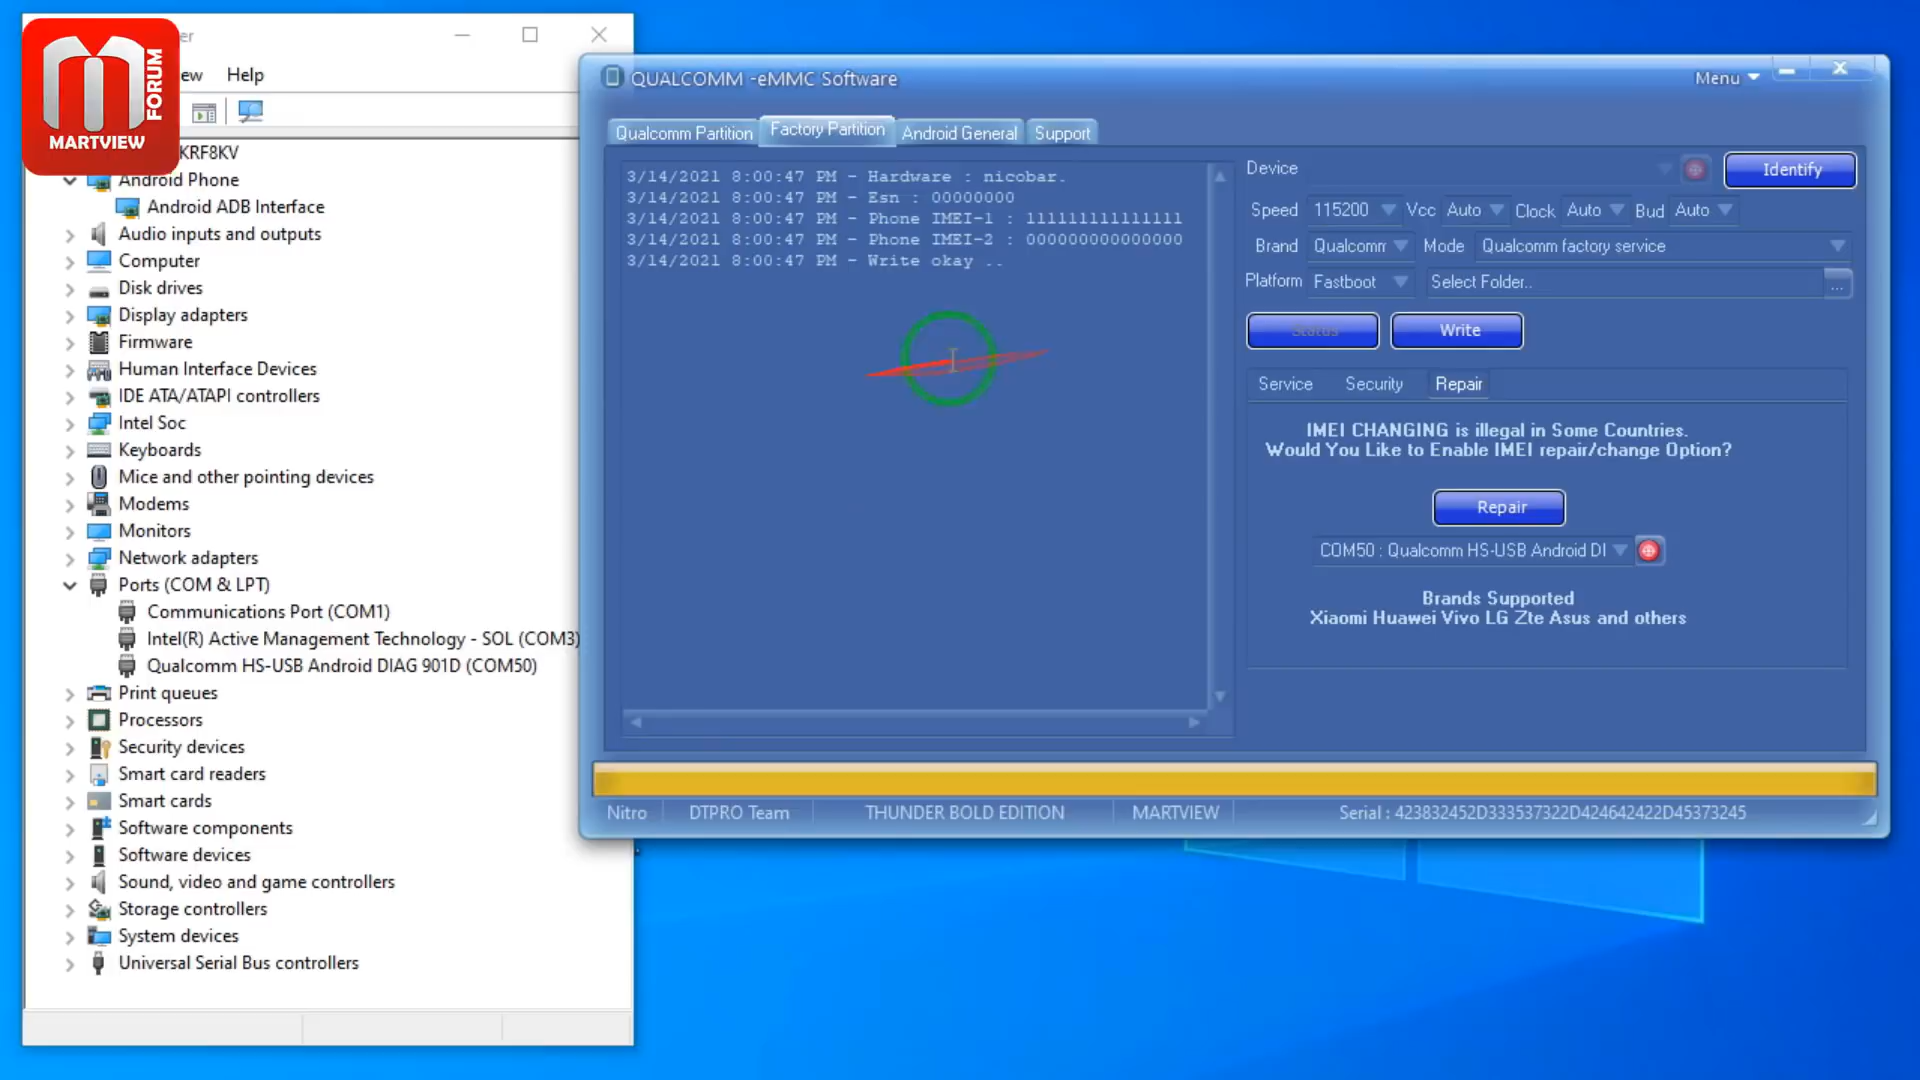 er
ew Help
MARTVIEW
FORUM
KRF8KV
Android Phone
Android ADB Interface
Audio inputs and outputs
Computer
Disk drives
Display adapters
Firmware
Human Interface Devices
IDE ATA/ATAPI controllers
Intel Soc
Keyboards
Mice and other pointing devices
Modems
Monitors
Network adapters
Ports (COM & LPT)
Communications Port (COM1)
Intel(R) Active Management Technology - SOL (COM3)
Qualcomm HS-USB Android DIAG 901D (COM50)
Print queues
Processors
Security devices
Smart card readers
Smart cards
Software components
Software devices
Sound, video and game controllers
Storage controllers
System devices
Universal Serial Bus controllers
QUALCOMM -eMMC Software
Menu
Qualcomm Partition Factory Partition Android General Support
3/14/2021 8:00:47 PM - Hardware : nicobar.
3/14/2021 8:00:47 PM - Esn : 00000000
3/14/2021 8:00:47 PM - Phone IMEI-1 : 111111111111111
3/14/2021 8:00:47 PM - Phone IMEI-2 : 000000000000000
3/14/2021 8:00:47 PM - Write okay ..
Device Identify
Speed 115200 Vcc Auto Clock Auto Bud Auto
Brand Qualcomm Mode Qualcomm factory service
Platform Fastboot Select Folder.. ...
Status Write
Service Security Repair
IMEI CHANGING is illegal in Some Countries.
Would You Like to Enable IMEI repair/change Option?
Repair
COM50 : Qualcomm HS-USB Android DI
Brands Supported
Xiaomi Huawei Vivo LG Zte Asus and others
Nitro DTPRO Team THUNDER BOLD EDITION MARTVIEW Serial : 423832452D333537322D424642422D45373245